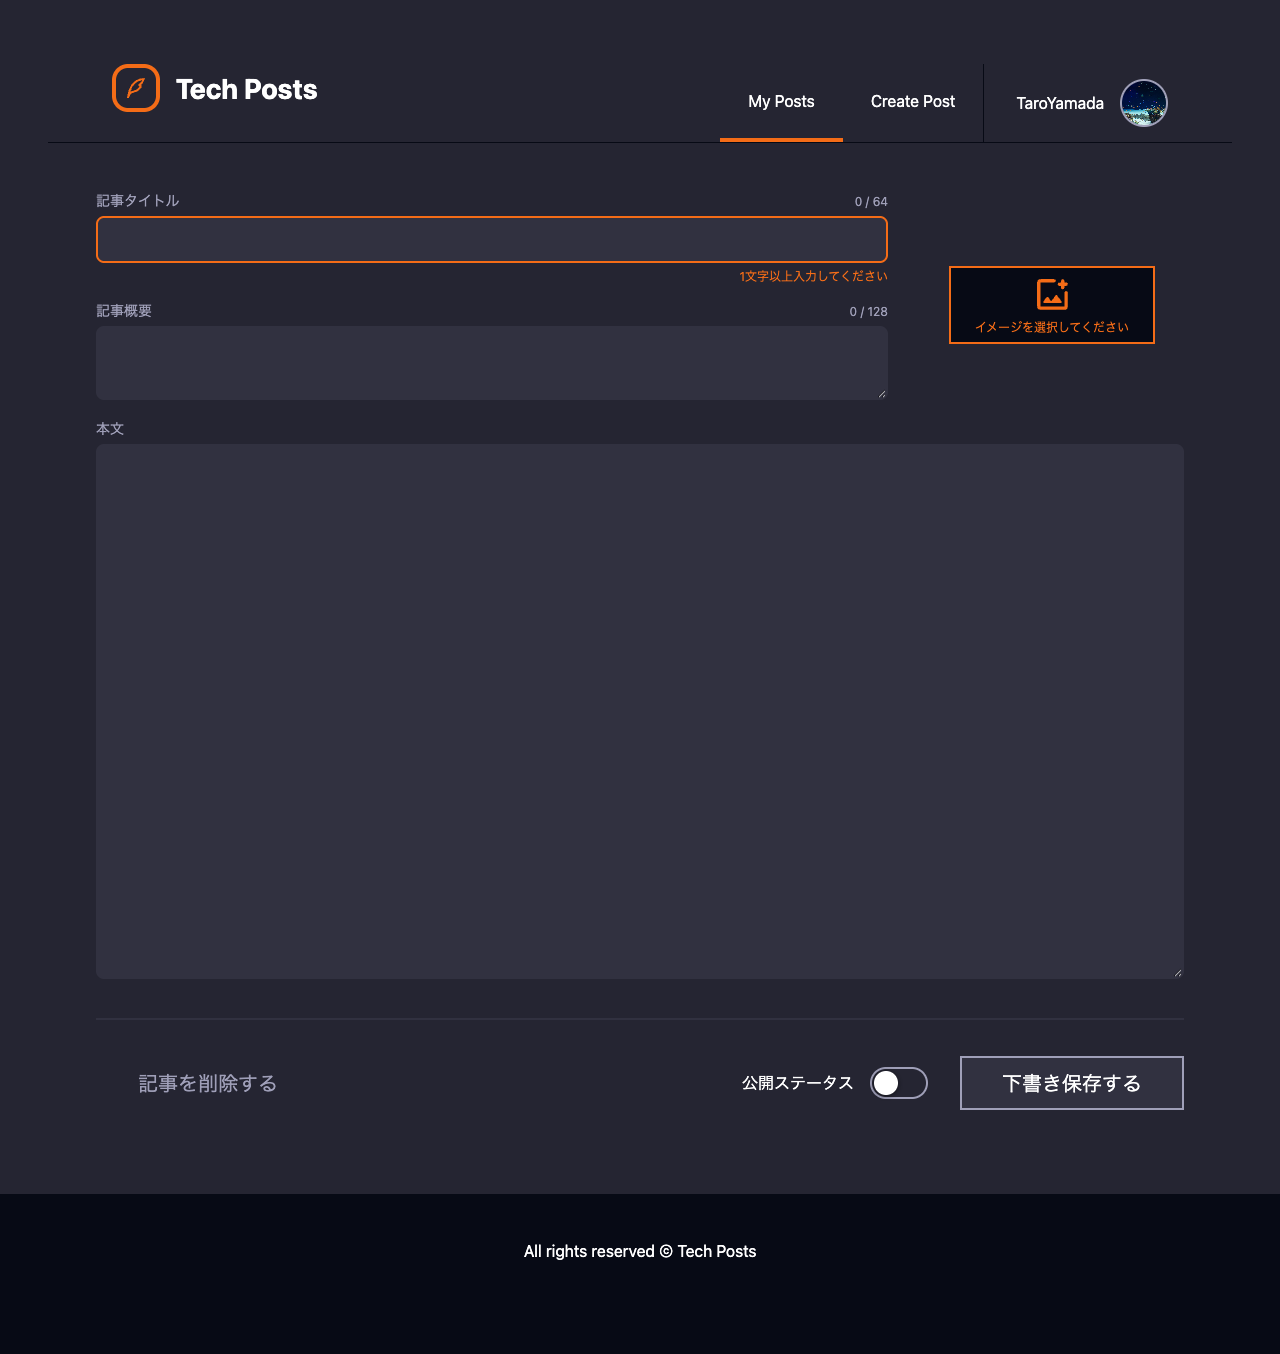 Tech Posts
My Posts
Create Post
TaroYamada
記事タイトル
0 / 64
1文字以上入力してください
イメージを選択してください
記事概要
0 / 128
本文
記事を削除する
公開ステータス
下書き保存する
All rights reserved © Tech Posts